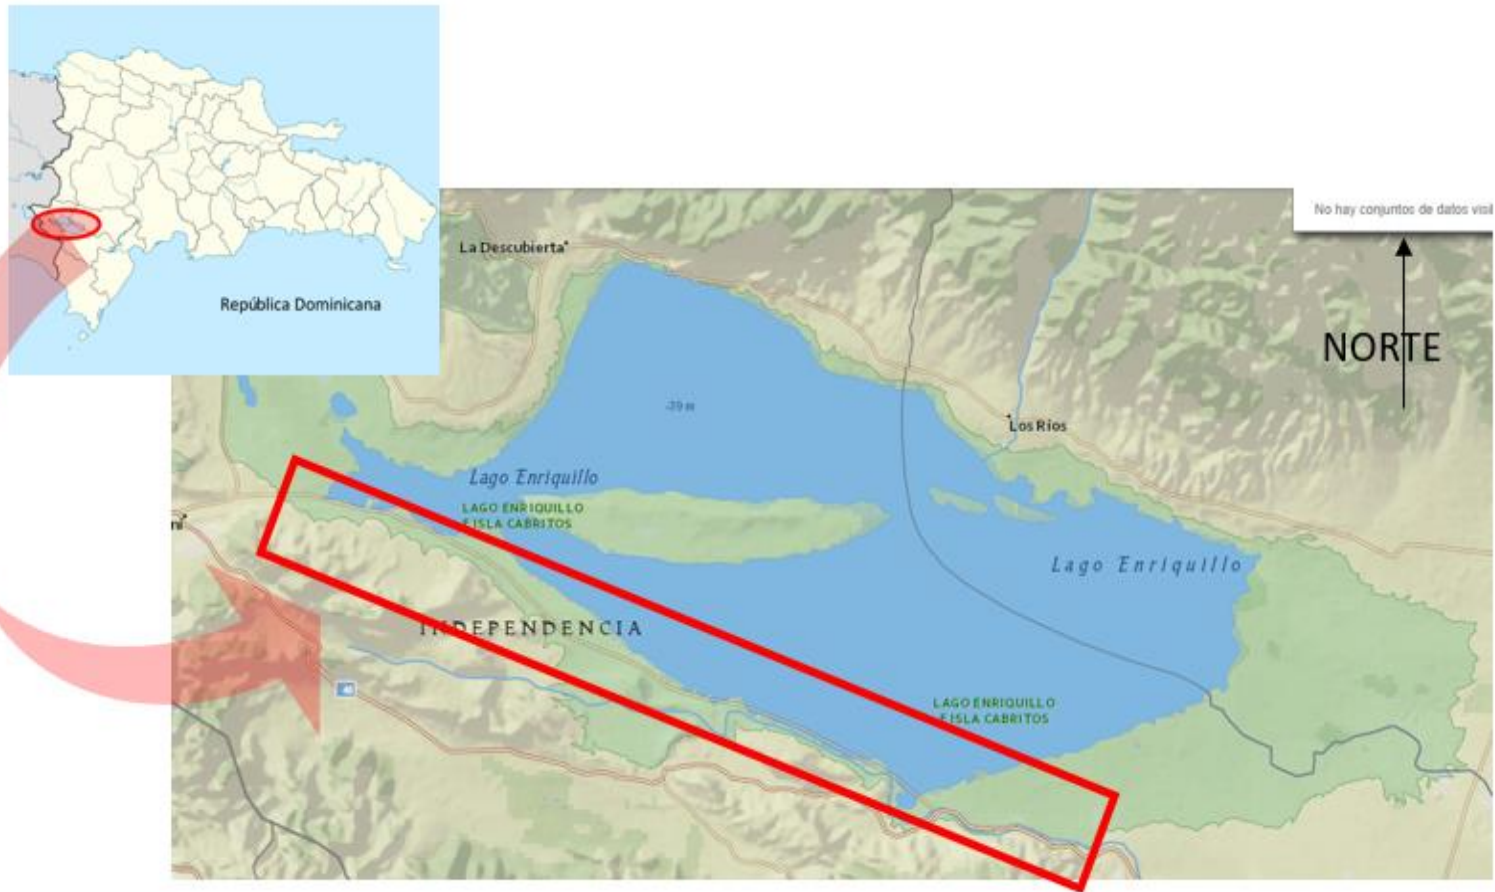 República Dominicana
No hay conjuntos de datos visi
La Descubierta
NORTE
-39 m
Los Ríos
Lago Enriquillo
LAGO ENRIQUILLO
E ISLA CABRITOS
ní
Lago Enriquillo
INDEPENDENCIA
LAGO ENRIQUILLO
E ISLA CABRITOS